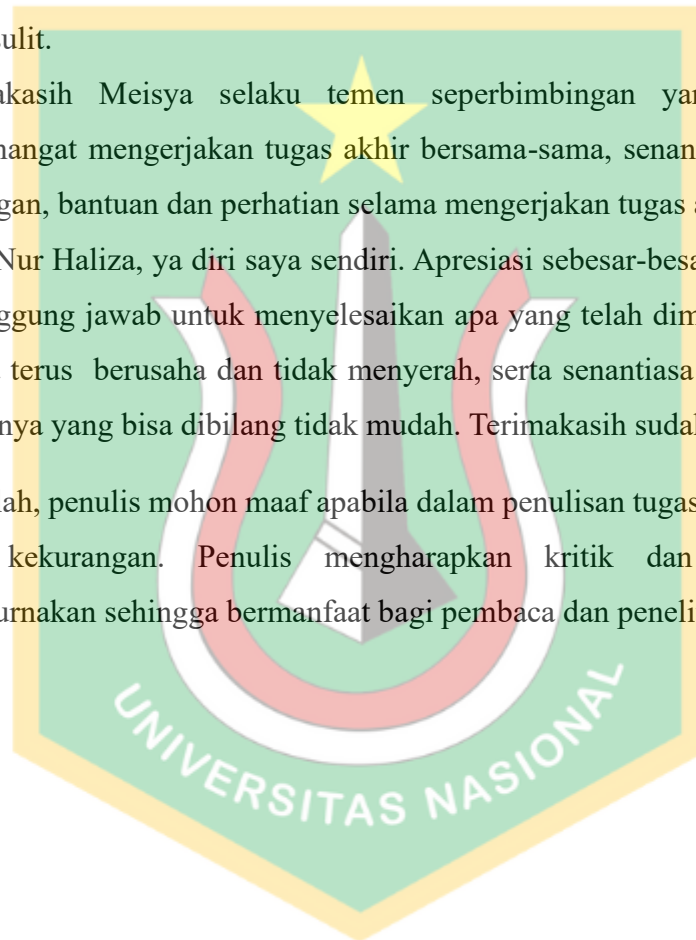 sulit.
akasih Meisya selaku temen seperbimbingan yan
nangat mengerjakan tugas akhir bersama-sama, senan
gan, bantuan dan perhatian selama mengerjakan tugas a
Nur Haliza, ya diri saya sendiri. Apresiasi sebesar-besa
ggung jawab untuk menyelesaikan apa yang telah dim
terus berusaha dan tidak menyerah, serta senantiasa
nya yang bisa dibilang tidak mudah. Terimakasih sudal
lah, penulis mohon maaf apabila dalam penulisan tugas
kekurangan. Penulis mengharapkan kritik dan
urnakan sehingga bermanfaat bagi pembaca dan peneli
UNIVERSITAS NASIONAL